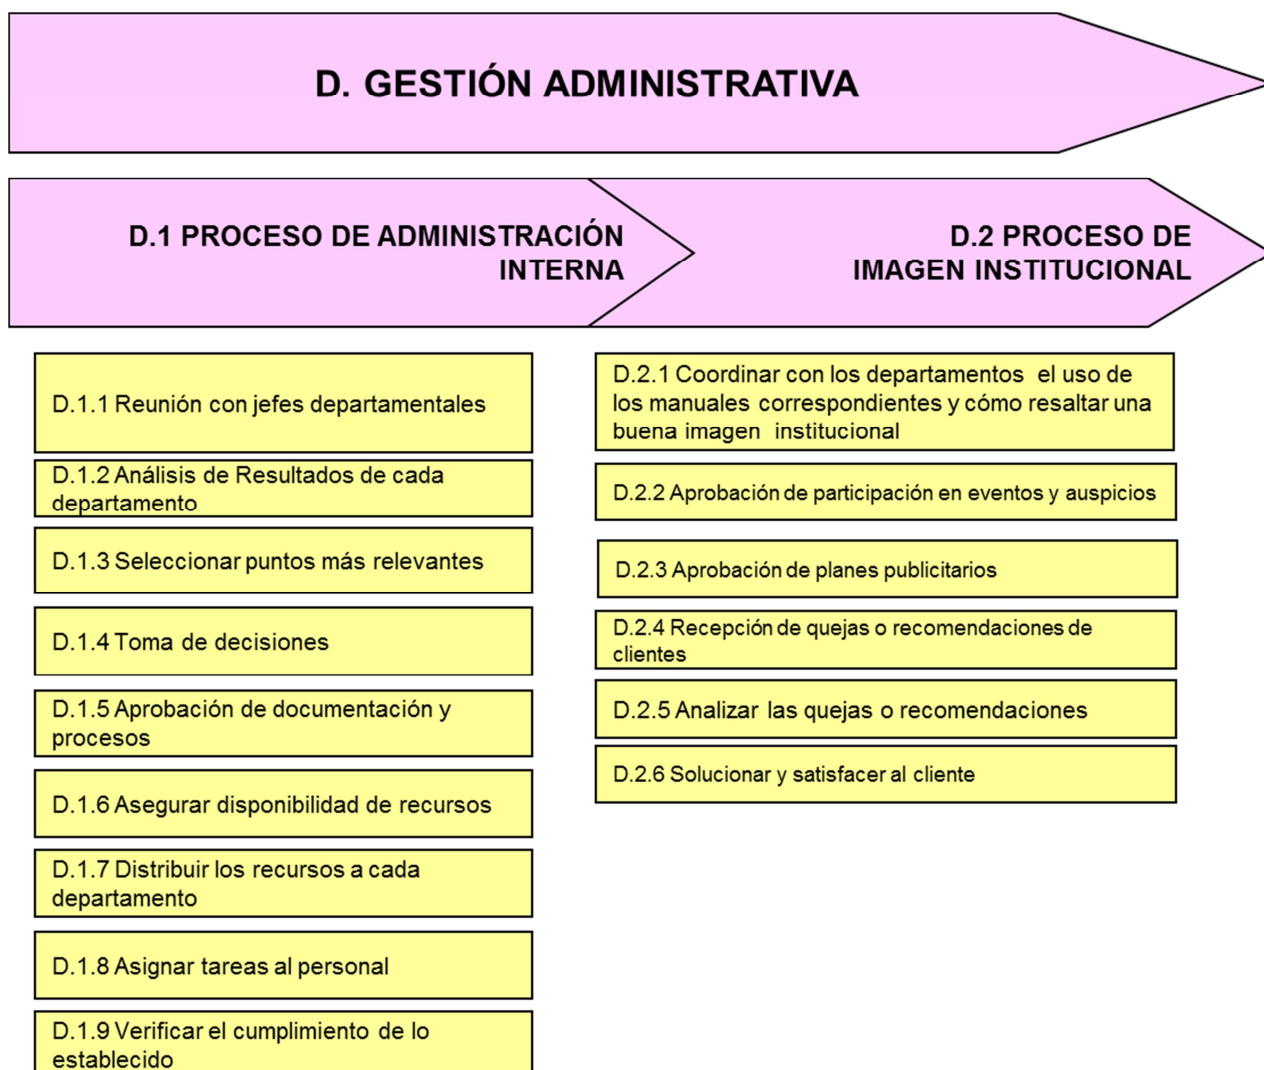 D. GESTIÓN ADMINISTRATIVA
D.1 PROCESO DE ADMINISTRACIÓN
INTERNA
D.2 PROCESO DE
IMAGEN INSTITUCIONAL
D.1.1 Reunión con jefes departamentales
D.1.2 Análisis de Resultados de cada
departamento
D.1.3 Seleccionar puntos más relevantes
D.1.4 Toma de decisiones
D.1.5 Aprobación de documentación y
procesos
D.1.6 Asegurar disponibilidad de recursos
D.1.7 Distribuir los recursos a cada
departamento
D.1.8 Asignar tareas al personal
D.1.9 Verificar el cumplimiento de lo
establecido
D.2.1 Coordinar con los departamentos el uso de
los manuales correspondientes y cómo resaltar una
buena imagen institucional
D.2.2 Aprobación de participación en eventos y auspicios
D.2.3 Aprobación de planes publicitarios
D.2.4 Recepción de quejas o recomendaciones de
clientes
D.2.5 Analizar las quejas o recomendaciones
D.2.6 Solucionar y satisfacer al cliente